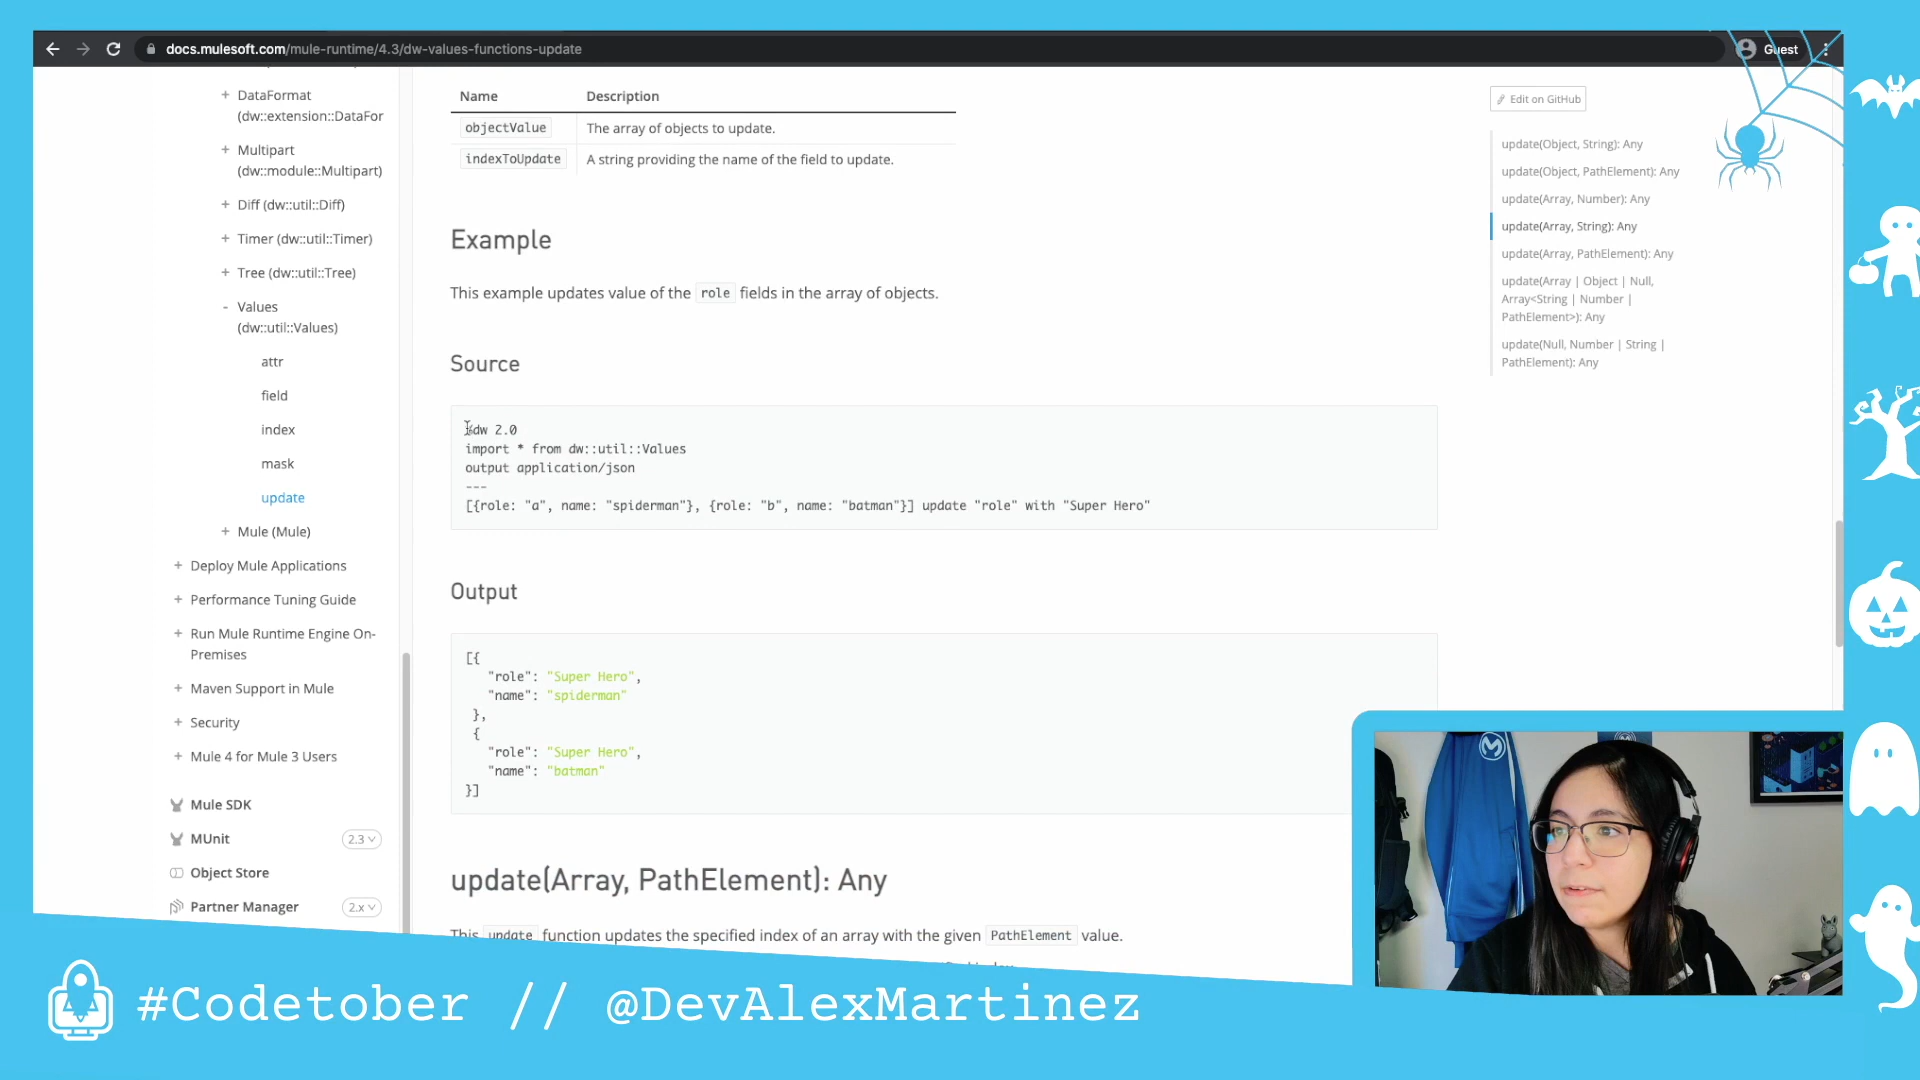 docs.mulesoft.com/mule-runtime/4.3/dw-values-functions-update
Guest
+ DataFormat
(dw::extension::DataFor
+ Multipart
(dw::module::Multipart)
+ Diff (dw::util::Diff)
+ Timer (dw::util::Timer)
+ Tree (dw::util::Tree)
- Values
(dw::util::Values)
attr
field
index
mask
update
+ Mule (Mule)
+ Deploy Mule Applications
+ Performance Tuning Guide
+ Run Mule Runtime Engine On-
Premises
+ Maven Support in Mule
+ Security
+ Mule 4 for Mule 3 Users
Mule SDK
MUnit 2.3
Object Store
Partner Manager 2.x
Name Description
objectValue The array of objects to update.
indexToUpdate A string providing the name of the field to update.
Example
This example updates value of the role fields in the array of objects.
Source
%dw 2.0
import * from dw::util::Values
output application/json
---
[{role: "a", name: "spiderman"}, {role: "b", name: "batman"}] update "role" with "Super Hero"
Output
[{
"role": "Super Hero",
"name": "spiderman"
},
{
"role": "Super Hero",
"name": "batman"
}]
update(Array, PathElement): Any
This update function updates the specified index of an array with the given PathElement value.
Edit on GitHub
update(Object, String): Any
update(Object, PathElement): Any
update(Array, Number): Any
update(Array, String): Any
update(Array, PathElement): Any
update(Array | Object | Null,
Array<String | Number |
PathElement>): Any
update(Null, Number | String |
PathElement): Any
#Codetober // @DevAlexMartinez